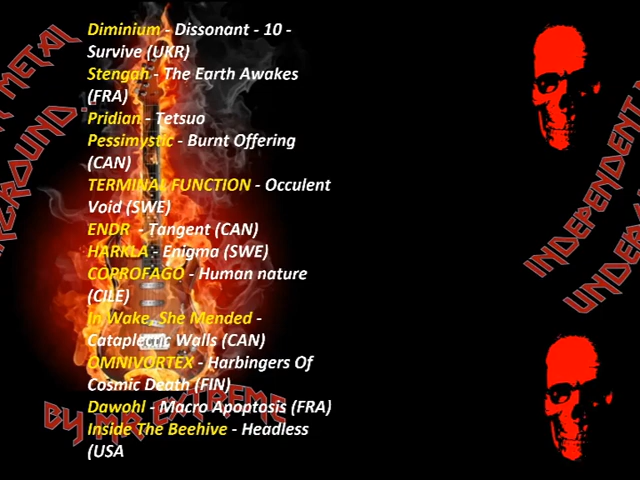 Diminium - Dissonant - 10 -
Survive (UKR)
Stengah - The Earth Awakes
(FRA)
Pridian - Tetsuo
Pessimystic - Burnt Offering
(CAN)
TERMINAL FUNCTION - Occulent
Void (SWE)
ENDR - Tangent (CAN)
HARKLA - Enigma (SWE)
COPROFAGO - Human nature
(CILE)
In Wake, She Mended -
Cataplectic Walls (CAN)
OMNIVORTEX - Harbingers Of
Cosmic Death (FIN)
Dawohl - Macro Apoptosis (FRA)
Inside The Beehive - Headless
(USA
METAL
INDEPENDENT
BY MR EXTREME